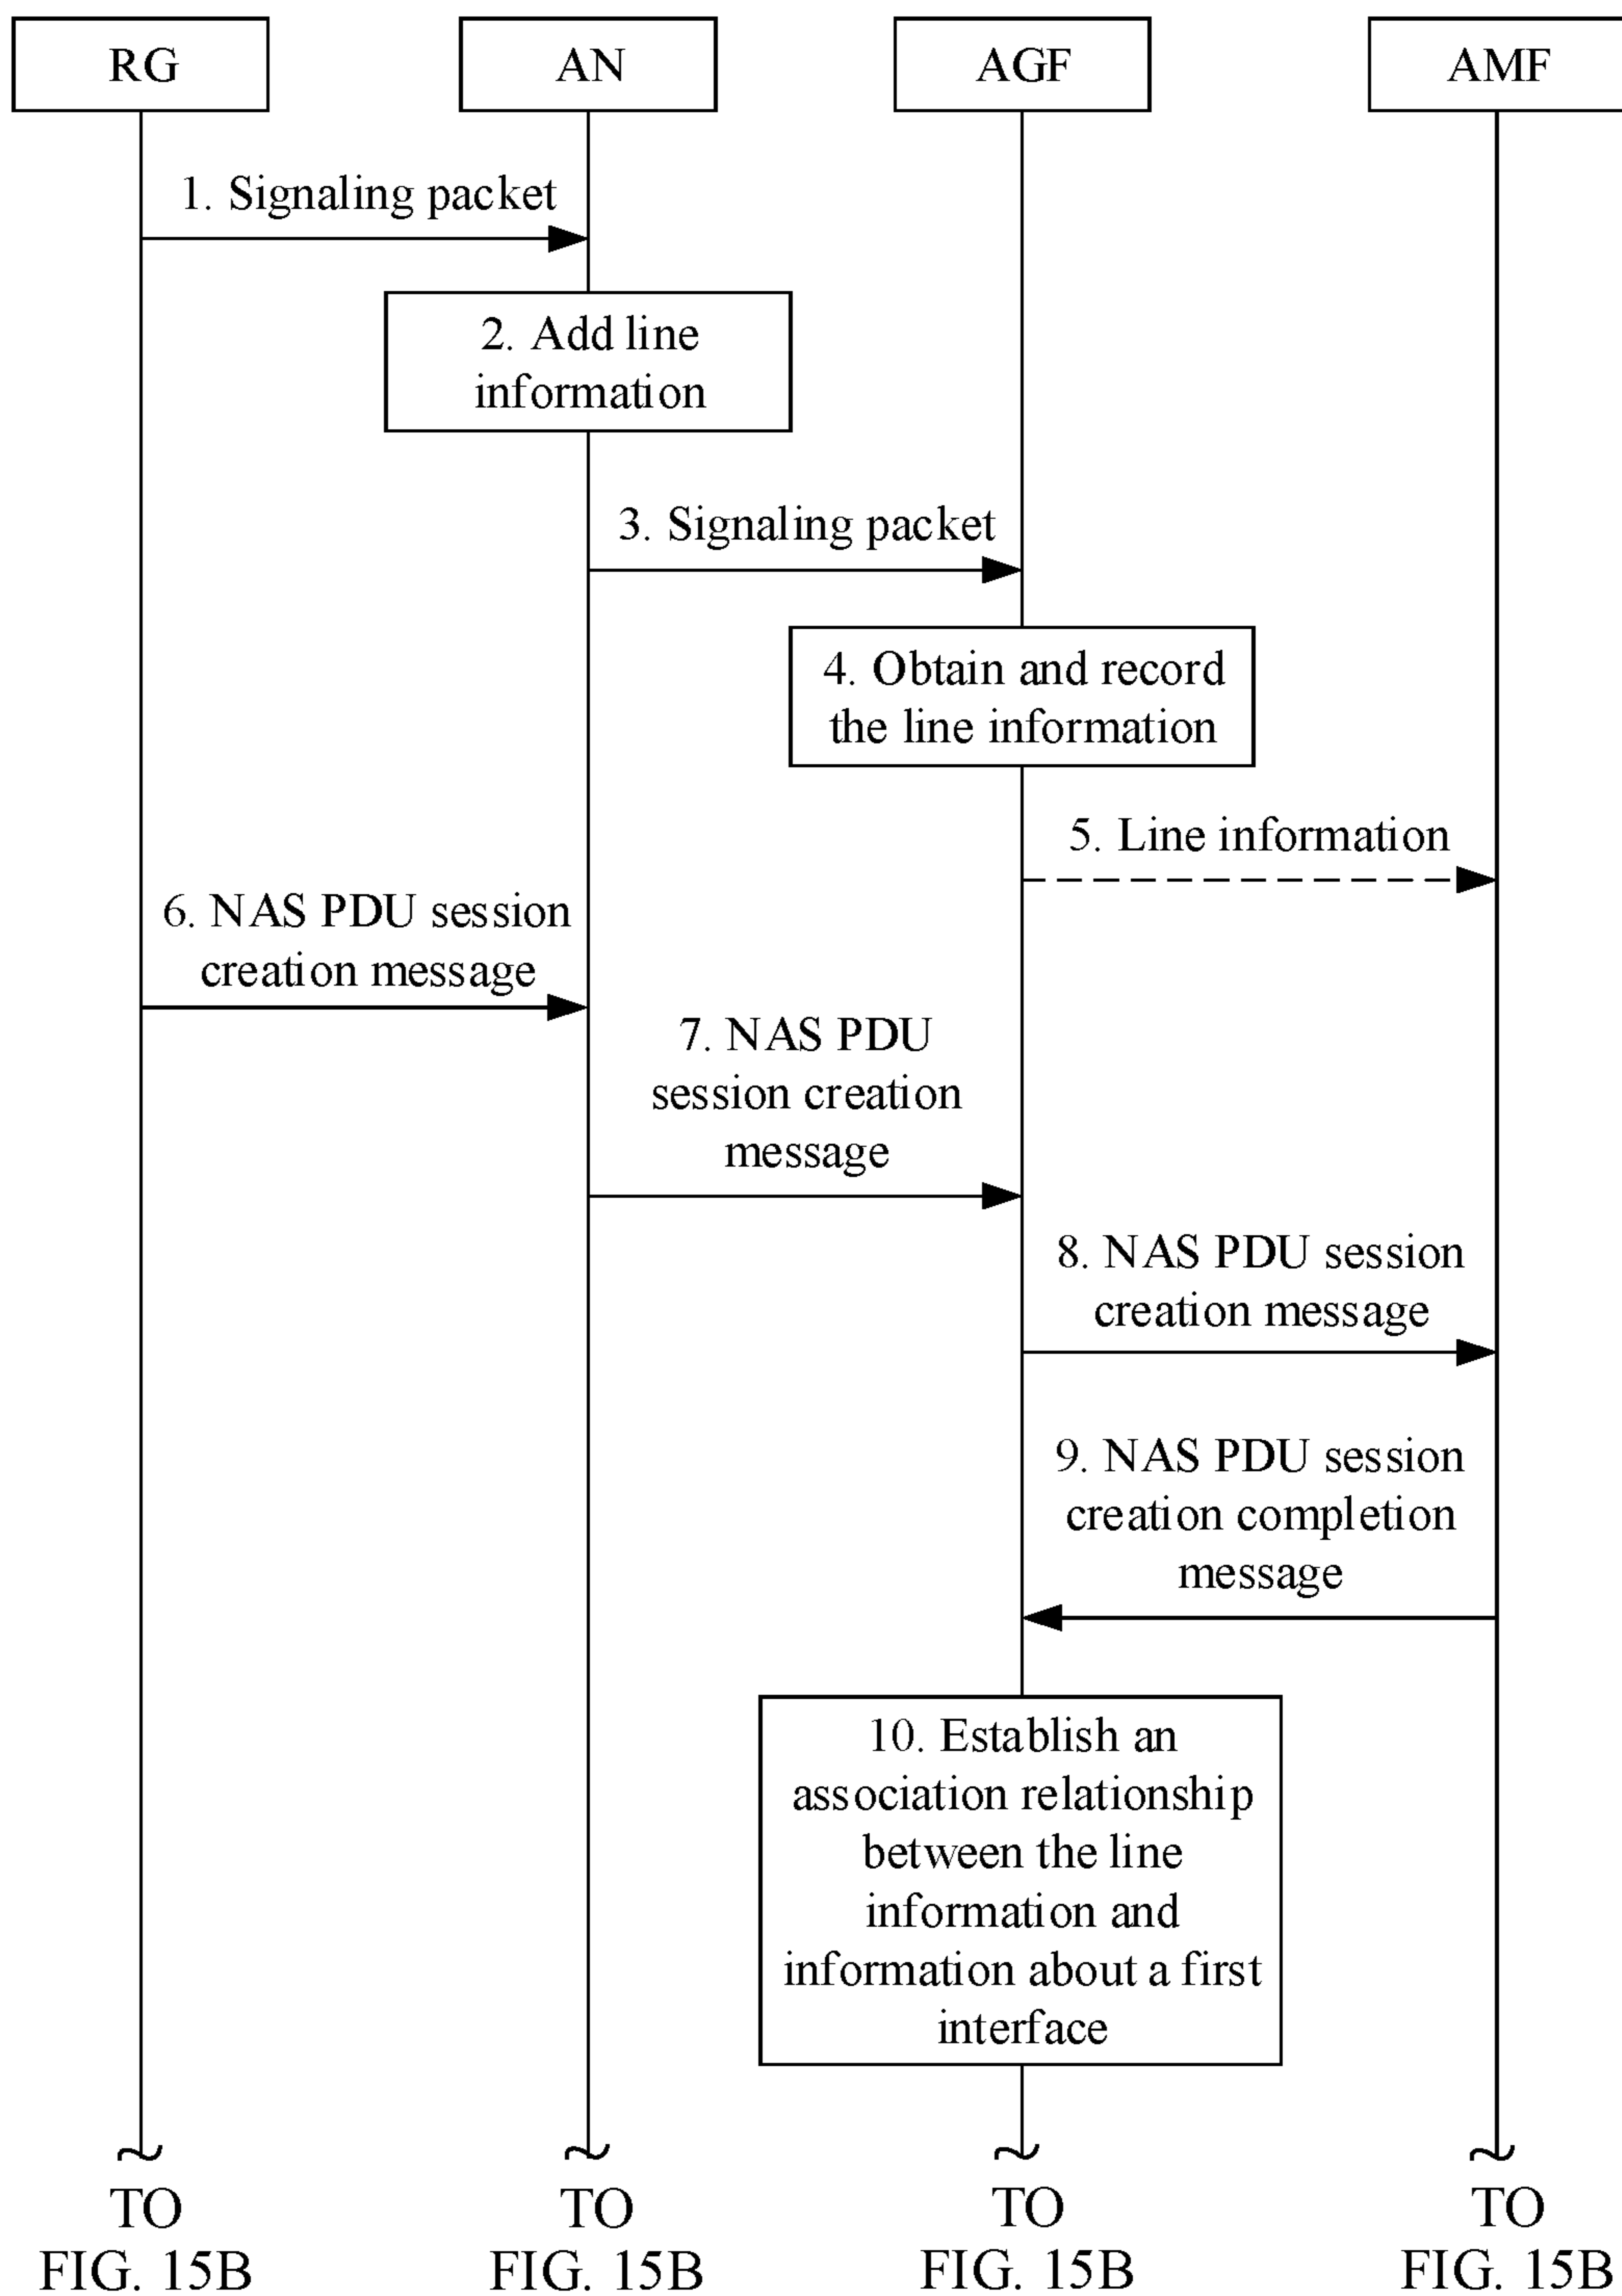 RG
AN
AGF
AMF
1. Signaling packet
2. Add line
information
3. Signaling packet
4. Obtain and record
the line information
5. Line information
6. NAS PDU session
creation message
7. NAS PDU
session creation
message
8. NAS PDU session
creation message
9. NAS PDU session
creation completion
message
10. Establish an
association relationship
between the line
information and
information about a first
interface
TO
FIG. 15B
TO
FIG. 15B
TO
FIG. 15B
TO
FIG. 15B